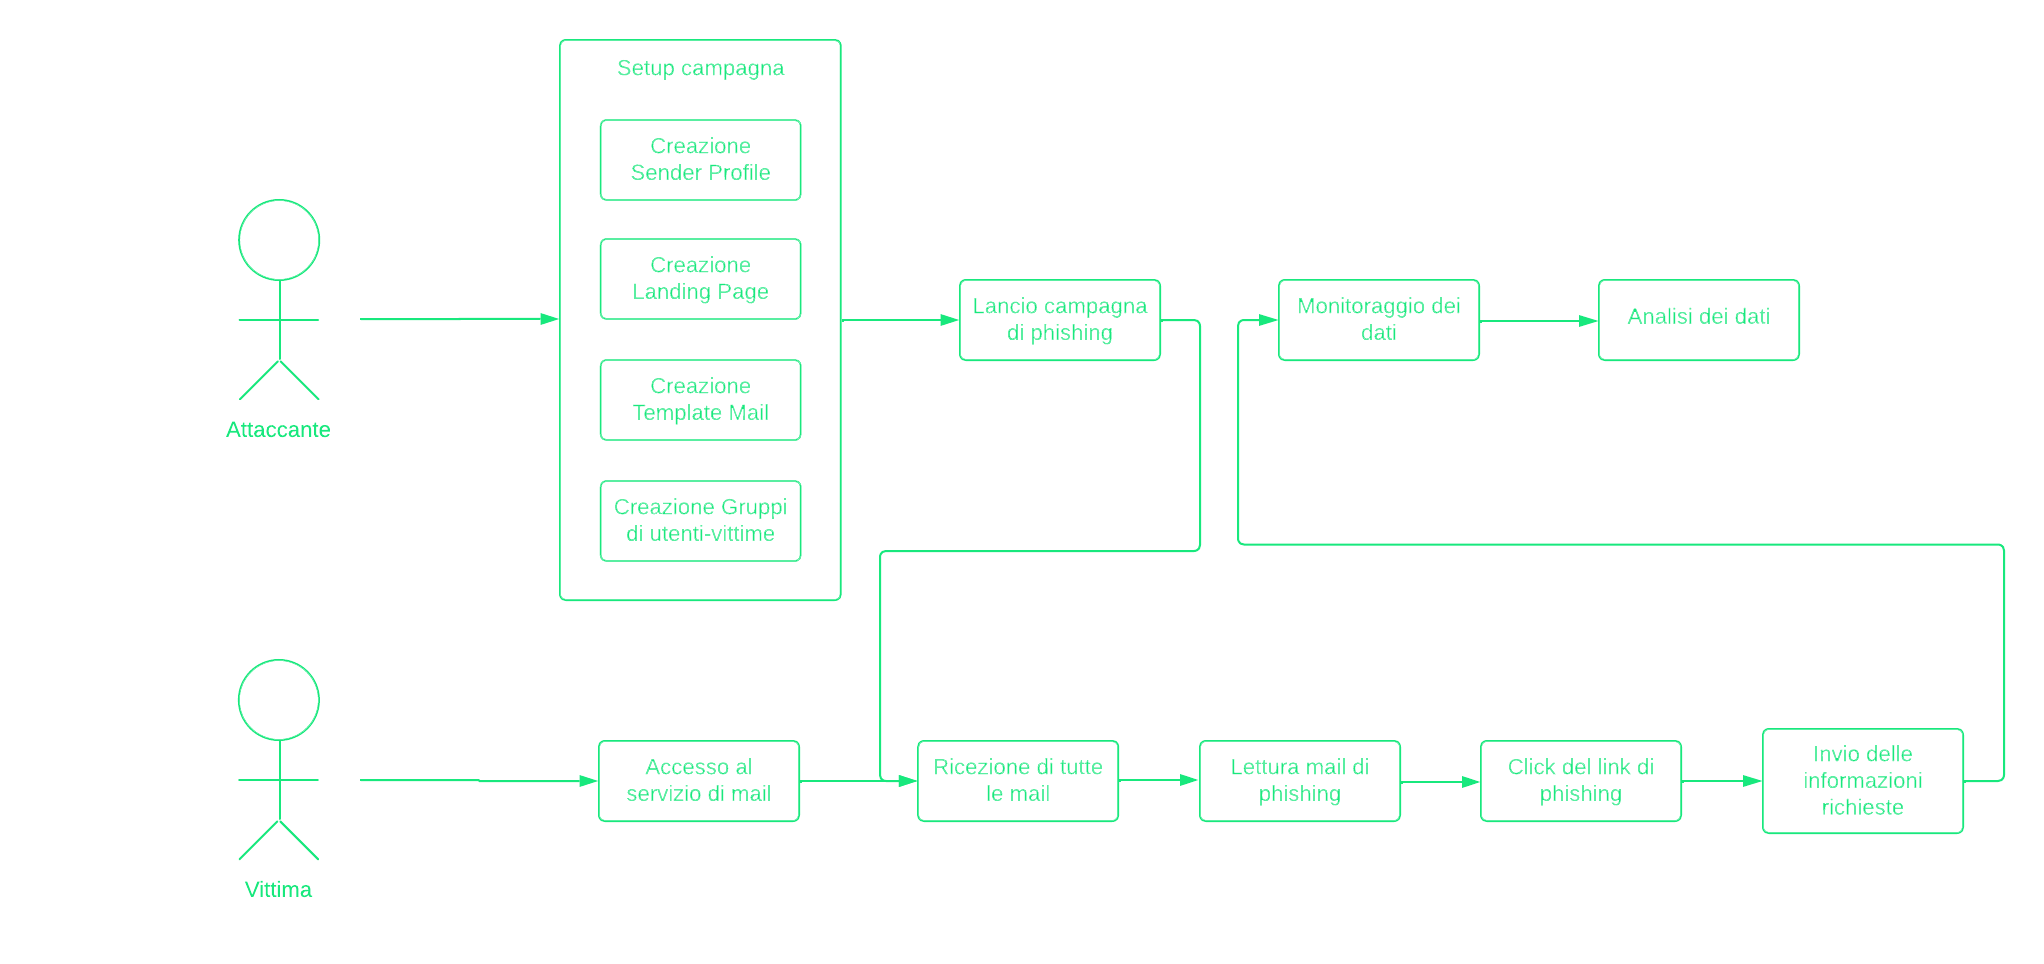 Setup campagna
Creazione
Sender Profile
Creazione
Landing Page
Creazione
Template Mail
Creazione Gruppi
di utenti-vittime
Attaccante
Lancio campagna
di phishing
Monitoraggio dei
dati
Analisi dei dati
Accesso al
servizio di mail
Ricezione di tutte
le mail
Lettura mail di
phishing
Click del link di
phishing
Invio delle
informazioni
richieste
Vittima